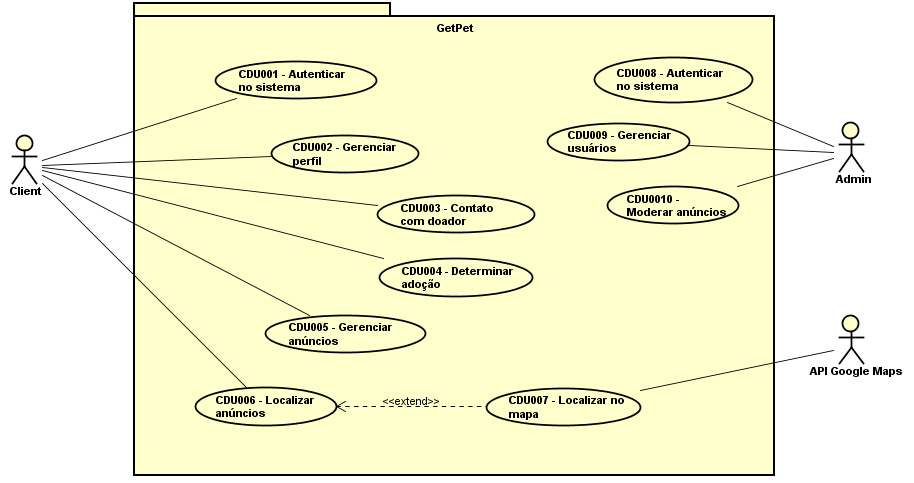 GetPet
CDU001 - Autenticar
no sistema
CDU008 - Autenticar
no sistema
CDU002 - Gerenciar
perfil
CDU009 - Gerenciar
usuários
Client
Admin
CDU003 - Contato
com doador
CDU0010 -
Moderar anúncios
CDU004 - Determinar
adoção
CDU005 - Gerenciar
anúncios
API Google Maps
CDU006 - Localizar
anúncios
<<extend>>
CDU007 - Localizar no
mapa